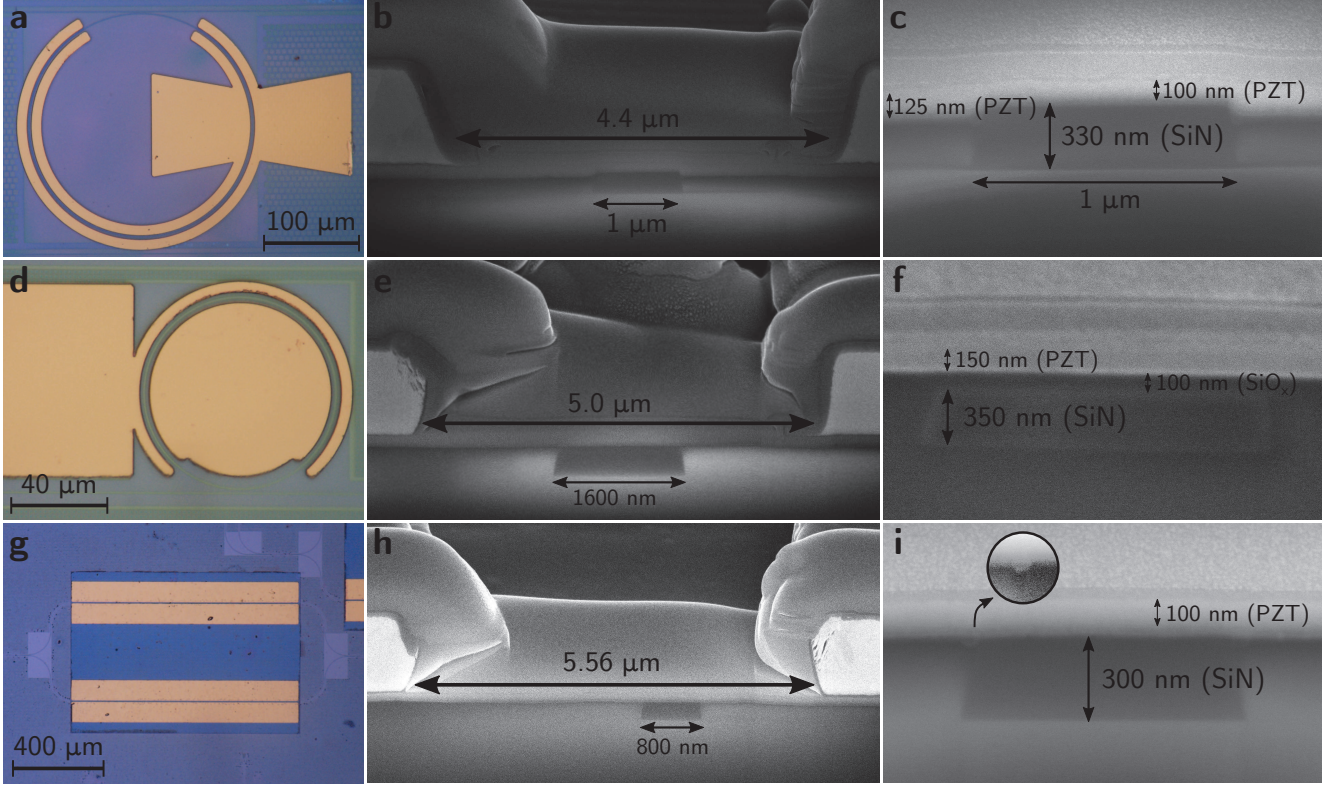 a
100 μm
b
4.4 μm
1 μm
c
125 nm (PZT)
100 nm (PZT)
330 nm (SiN)
1 μm
d
40 μm
e
5.0 μm
1600 nm
f
150 nm (PZT)
100 nm (SiOₓ)
350 nm (SiN)
g
400 μm
h
5.56 μm
800 nm
i
100 nm (PZT)
300 nm (SiN)